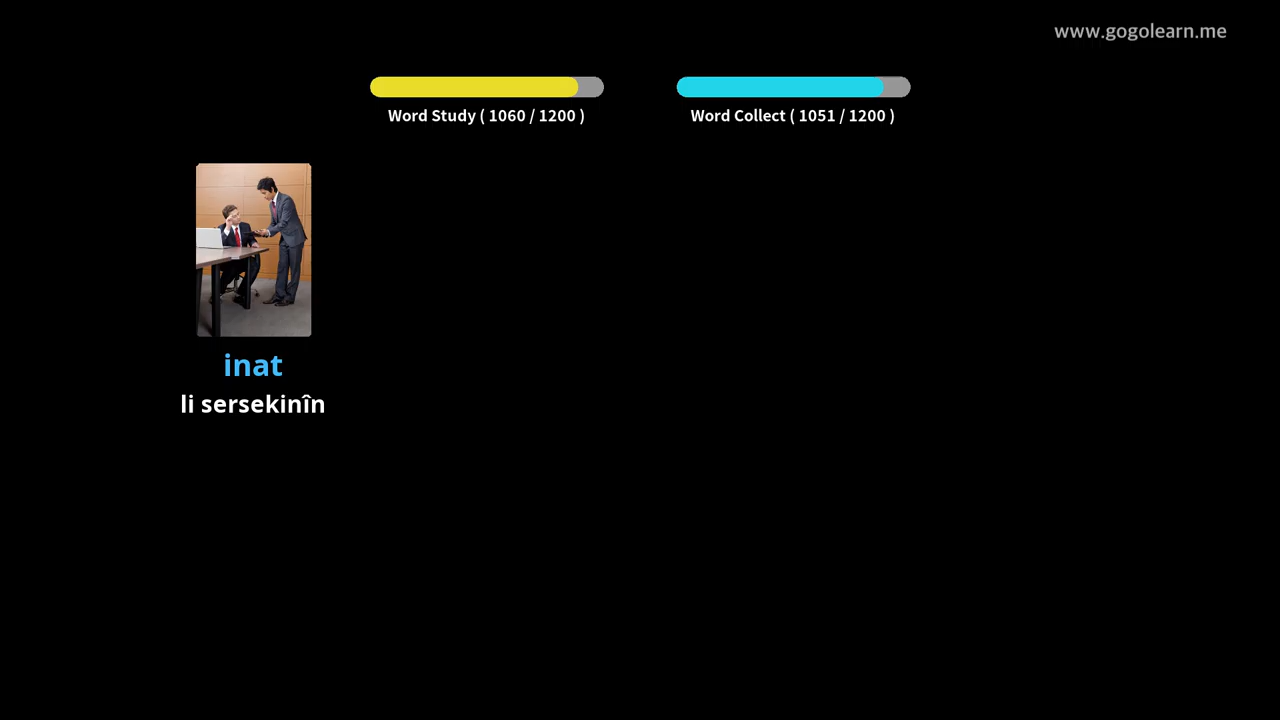 www.gogolearn.me
Word Study ( 1060 / 1200 )
Word Collect ( 1051 / 1200 )
inat
li sersekinîn